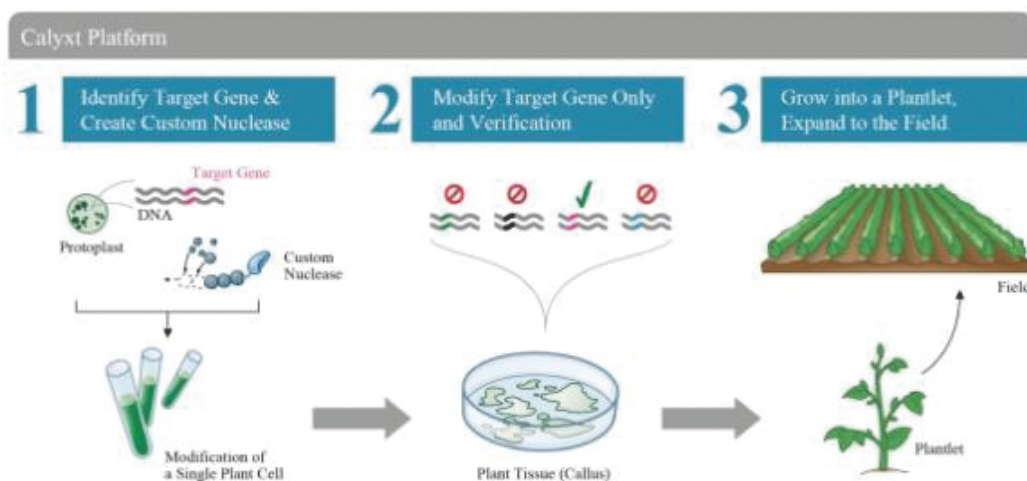 Calyxt Platform
1
Identify Target Gene &
Create Custom Nuclease
2
Modify Target Gene Only
and Verification
3
Grow into a Plantlet,
Expand to the Field
Target Gene
DNA
Protoplast
Custom
Nuclease
Modification of
a Single Plant Cell
Plant Tissue (Callus)
Field
Plantlet